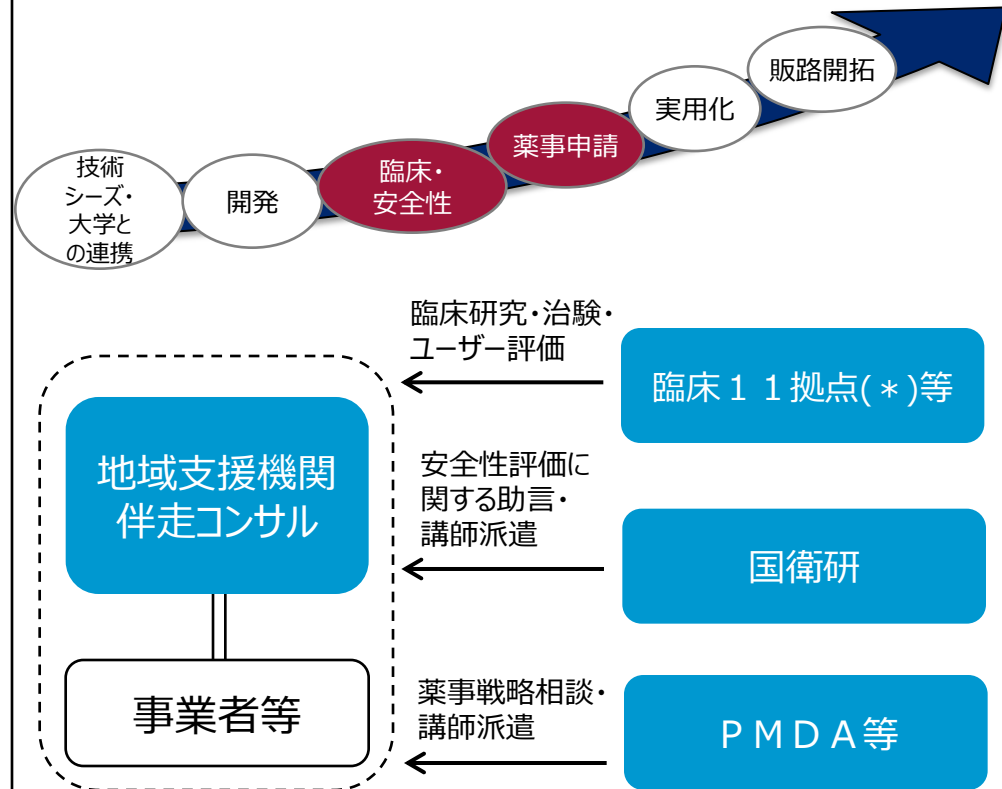 技術
シーズ・
大学と
の連携
開発
臨床・
安全性
薬事申請
実用化
販路開拓
臨床研究・治験・
ユーザー評価
臨床１１拠点(＊)等
地域支援機関
伴走コンサル
安全性評価に
関する助言・
講師派遣
国衛研
事業者等
薬事戦略相談・
講師派遣
ＰＭＤＡ等